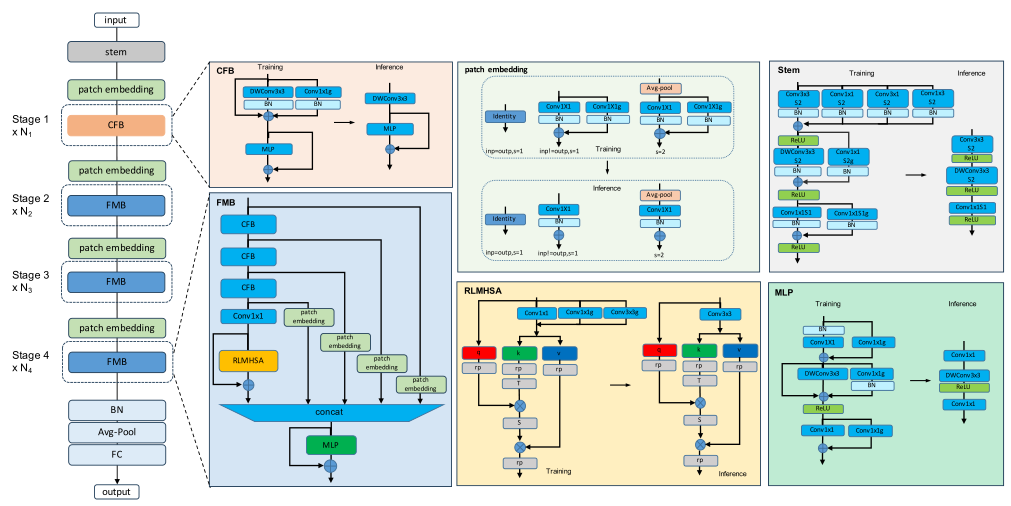 input
stem
patch embedding
Stage 1
x N1
CFB
patch embedding
Stage 2
x N2
FMB
patch embedding
Stage 3
x N3
FMB
patch embedding
Stage 4
x N4
FMB
BN
Avg-Pool
FC
output
CFB
Training
Inference
DWConv3x3
Conv1x1g
BN
BN
MLP
DWConv3x3
MLP
FMB
CFB
CFB
CFB
Conv1x1
patch
embedding
patch
embedding
patch
embedding
patch
embedding
RLMHSA
concat
MLP
patch embedding
Identity
Conv1X1
Conv1X1g
BN
BN
Avg-pool
Conv1X1
Conv1X1g
BN
BN
inp=outp,s=1
inp!=outp,s=1
s=2
Training
Inference
Identity
Conv1X1
BN
Avg-pool
Conv1X1
BN
inp=outp,s=1
inp!=outp,s=1
s=2
RLMHSA
Conv1x1
Conv1x1g
Conv3x3g
k
v
rp
rp
rp
T
S
rp
Training
Conv3x3
k
v
rp
rp
rp
T
S
rp
Inference
Stem
Training
Inference
Conv3x3
S2
Conv1x1
S2
Conv3x1
S2
Conv1x3
S2
BN
BN
BN
BN
ReLU
DWConv3x3
S2
Conv1x1
S2g
BN
BN
ReLU
Conv1x1S1
Conv1x1S1g
BN
BN
ReLU
Conv3x3
S2
ReLU
DWConv3x3
S2
ReLU
Conv1x1S1
ReLU
MLP
Training
Inference
BN
Conv1X1
Conv1x1g
DWConv3x3
Conv1x1g
BN
ReLU
Conv1x1
Conv1x1g
Conv1x1
DWConv3x3
ReLU
Conv1x1